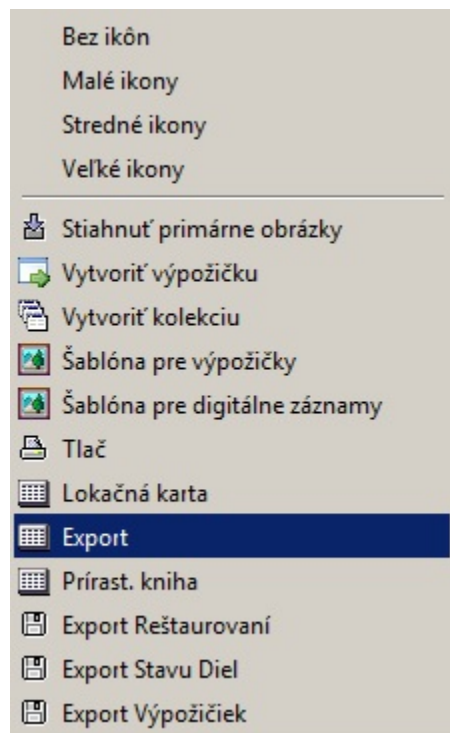 Bez ikôn
Malé ikony
Stredné ikony
Veľké ikony
Stiahnuť primárne obrázky
Vytvoriť výpožičku
Vytvoriť kolekciu
Šablóna pre výpožičky
Šablóna pre digitálne záznamy
Tlač
Lokačná karta
Export
Prírast. kniha
Export Reštaurovaní
Export Stavu Diel
Export Výpožičiek